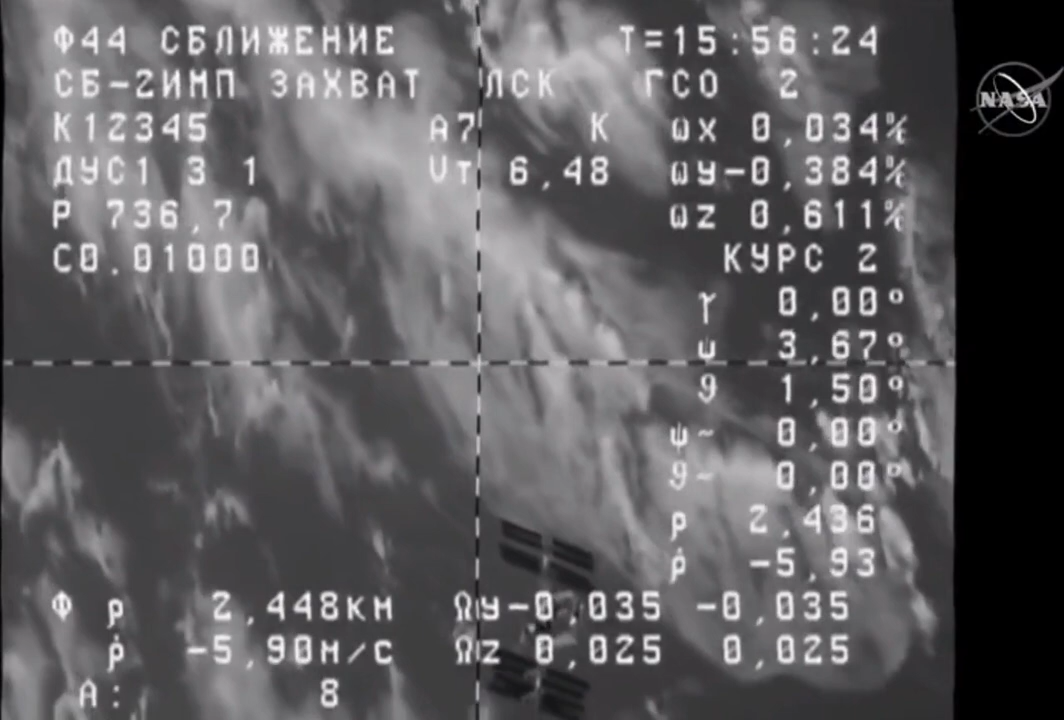 Ф44 СБЛИЖЕНИЕ Т=15:56:24
СБ-2ИМП ЗАХВАТ ЛСК ГСО 2
К12345 А7 К ωх 0,034%
ДУС1 3 1 Vт 6,48 ωу-0,384%
Р 736,7 ωz 0,611%
С0.01000 КУРС 2
γ 0,00°
ψ 3,67°
ϑ 1,50°
ψ~ 0,00°
ϑ~ 0,00°
ρ 2,436
ρ̇ -5,93
Ф ρ 2,448км Ωу-0,035 -0,035
ρ̇ -5,90м/с Ωz 0,025 0,025
А: 8
NASA